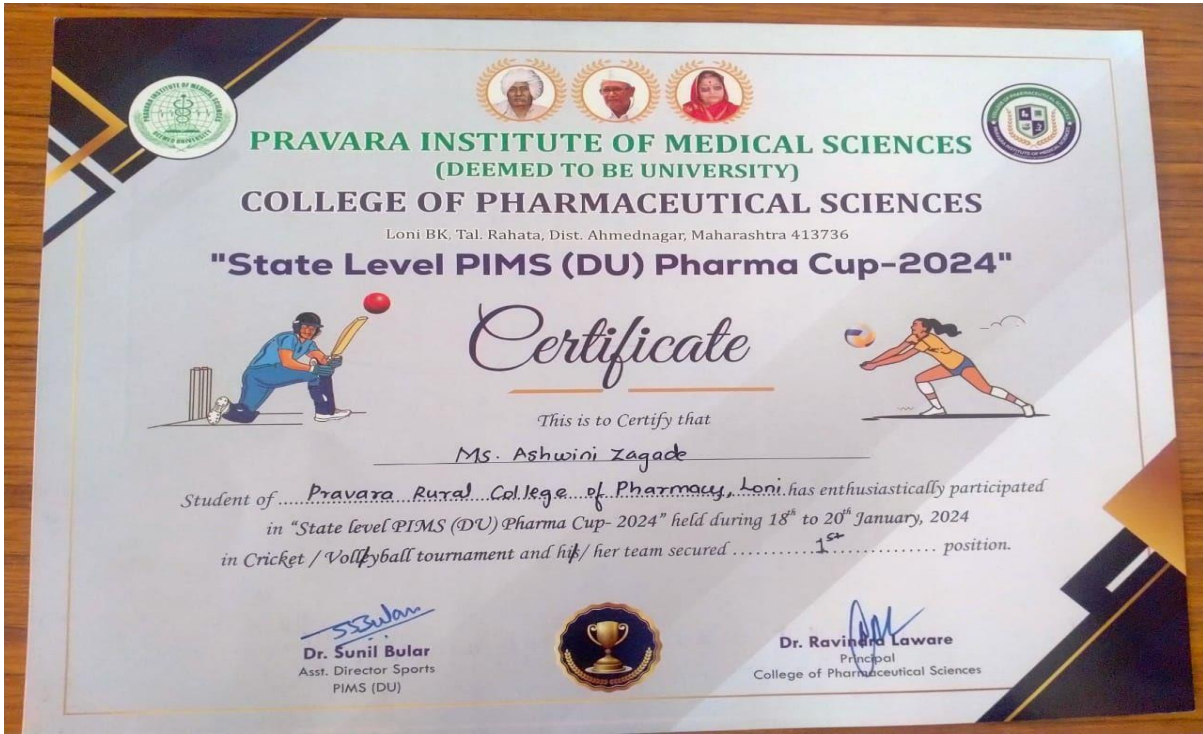 PRAVARA INSTITUTE OF MEDICAL SCIENCES
(DEEMED TO BE UNIVERSITY)
COLLEGE OF PHARMACEUTICAL SCIENCES
Loni BK, Tal. Rahata, Dist. Ahmednagar, Maharashtra 413736
"State Level PIMS (DU) Pharma Cup-2024"
Certificate
This is to Certify that
Ms. Ashwini Zagade
Student of .... Pravara Rural College of Pharmacy, Loni. has enthusiastically participated
in "State level PIMS (DU) Pharma Cup- 2024" held during 18th to 20th January, 2024
in Cricket / Volleyball tournament and his/ her team secured .......... 1st .............. position.
Dr. Sunil Bular
Asst. Director Sports
PIMS (DU)
Dr. Ravindra Laware
Principal
College of Pharmaceutical Sciences